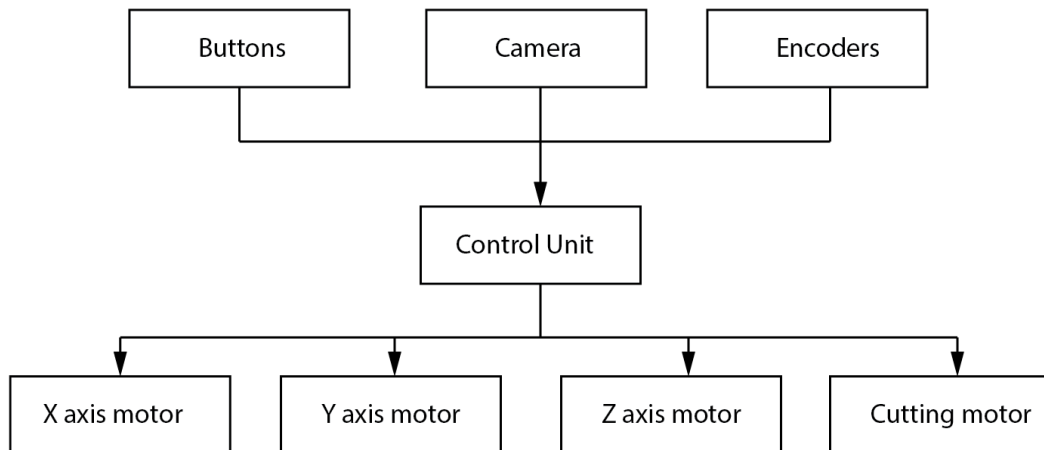 Buttons
Camera
Encoders
Control Unit
X axis motor
Y axis motor
Z axis motor
Cutting motor